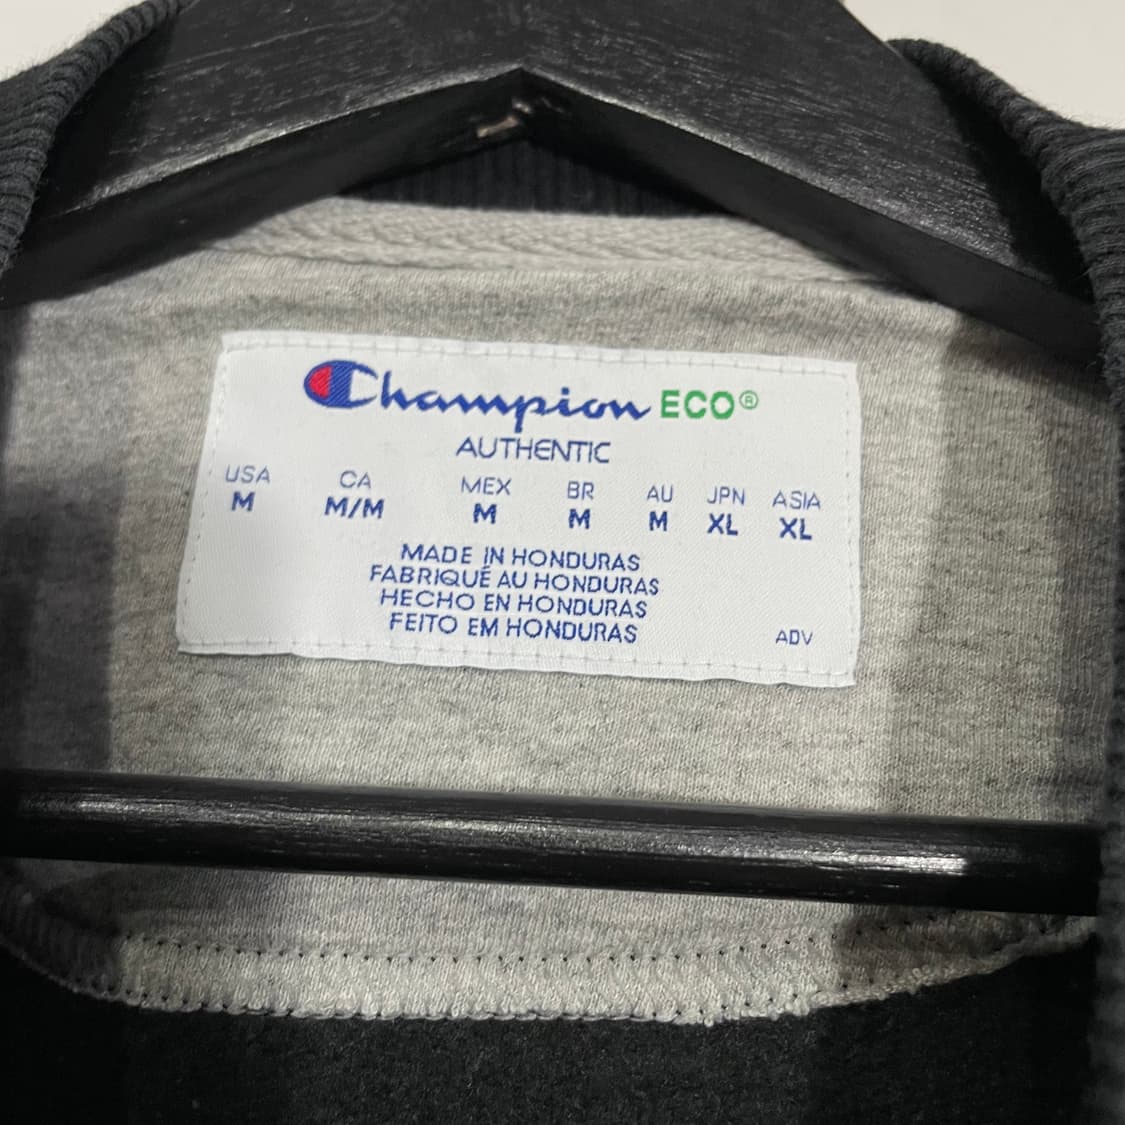 Champion ECO®
AUTHENTIC
USA CA MEX BR AU JPN ASIA
M M/M M M M XL XL
MADE IN HONDURAS
FABRIQUÉ AU HONDURAS
HECHO EN HONDURAS
FEITO EM HONDURAS
ADV